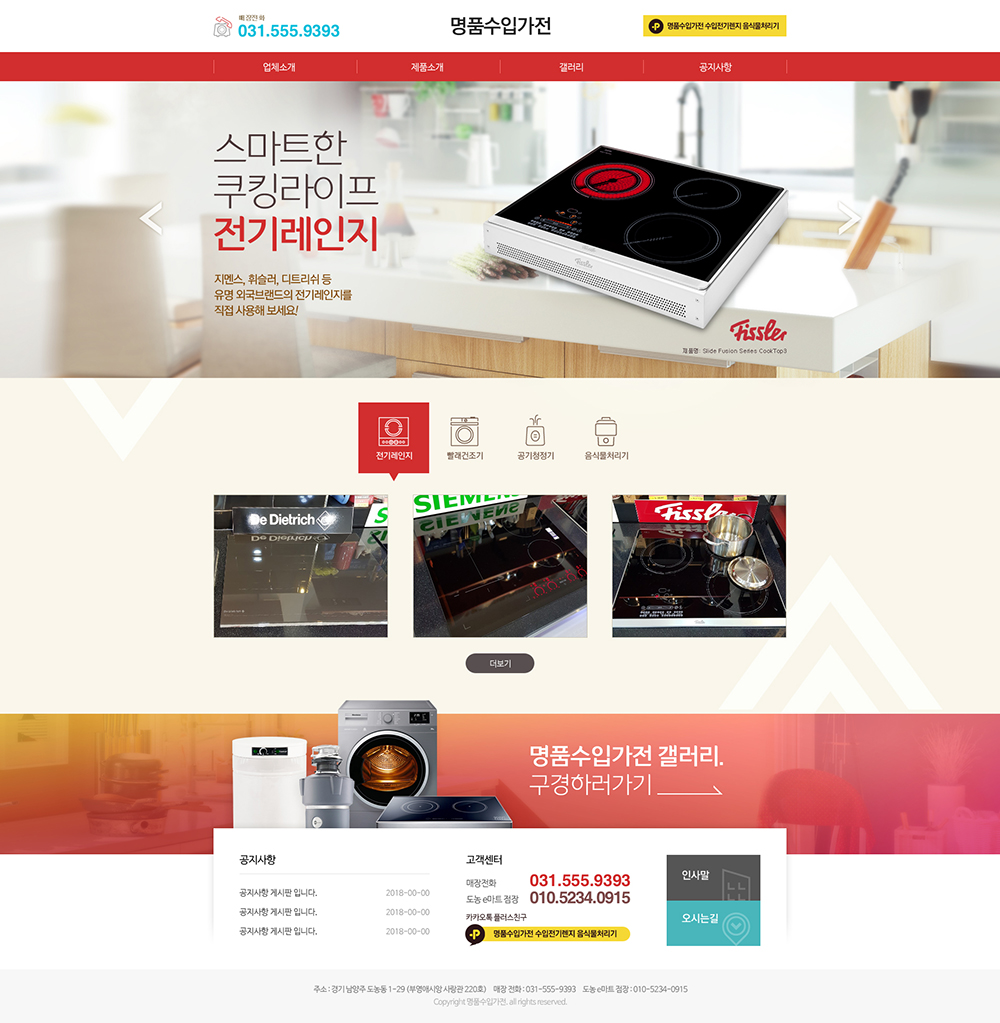 매장전화
031.555.9393
명품수입가전
명품수입가전 수입전기렌지 음식물처리기
업체소개
제품소개
갤러리
공지사항
스마트한
쿠킹라이프
전기레인지
지멘스, 휘슬러, 디트리쉬 등
유명 외국브랜드의 전기레인지를
직접 사용해 보세요!
Fissler
Fissler
제품명: Slide Fusion Series CookTop3
전기레인지
빨래건조기
공기청정기
음식물처리기
De Dietrich
S
SIEMENS
Fissler
더보기
명품수입가전 갤러리.
구경하러가기
공지사항
공지사항 게시판 입니다. 2018-00-00
공지사항 게시판 입니다. 2018-00-00
공지사항 게시판 입니다. 2018-00-00
고객센터
매장전화 031.555.9393
도농 e마트 점장 010.5234.0915
카카오톡 플러스친구
명품수입가전 수입전기렌지 음식물처리기
인사말
오시는길
주소 : 경기 남양주 도농동 1-29 (부영애시앙 사랑관 220호) 매장 전화 : 031-555-9393 도농 e마트 점장 : 010-5234-0915
Copyright 명품수입가전. all rights reserved.